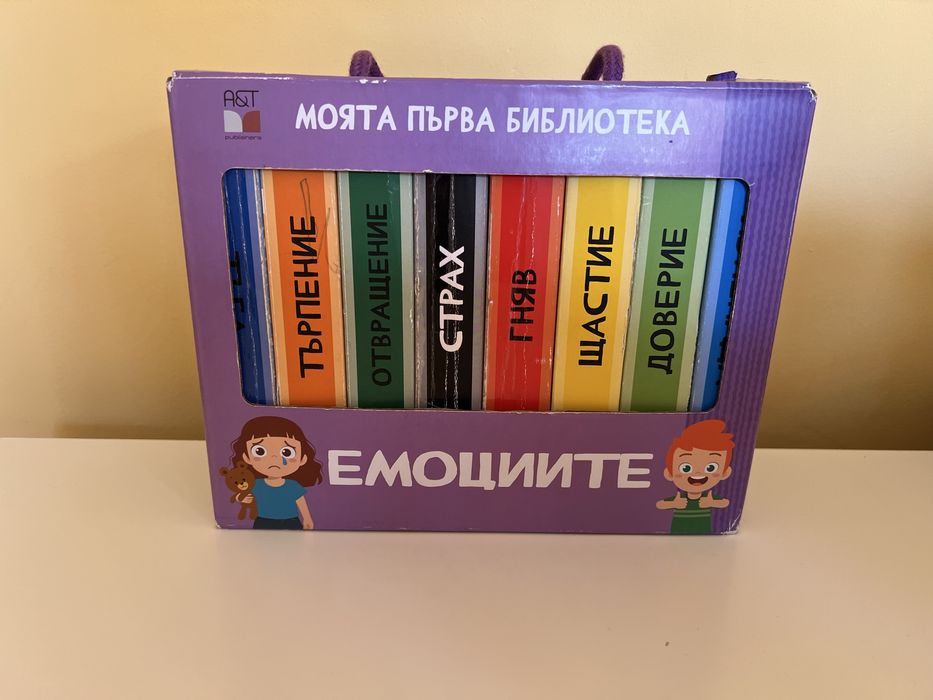 A&T
publishers
МОЯТА ПЪРВА БИБЛИОТЕКА
ТЪРПЕНИЕ
ОТВРАЩЕНИЕ
СТРАХ
ГНЯВ
ЩАСТИЕ
ДОВЕРИЕ
ЕМОЦИИТЕ